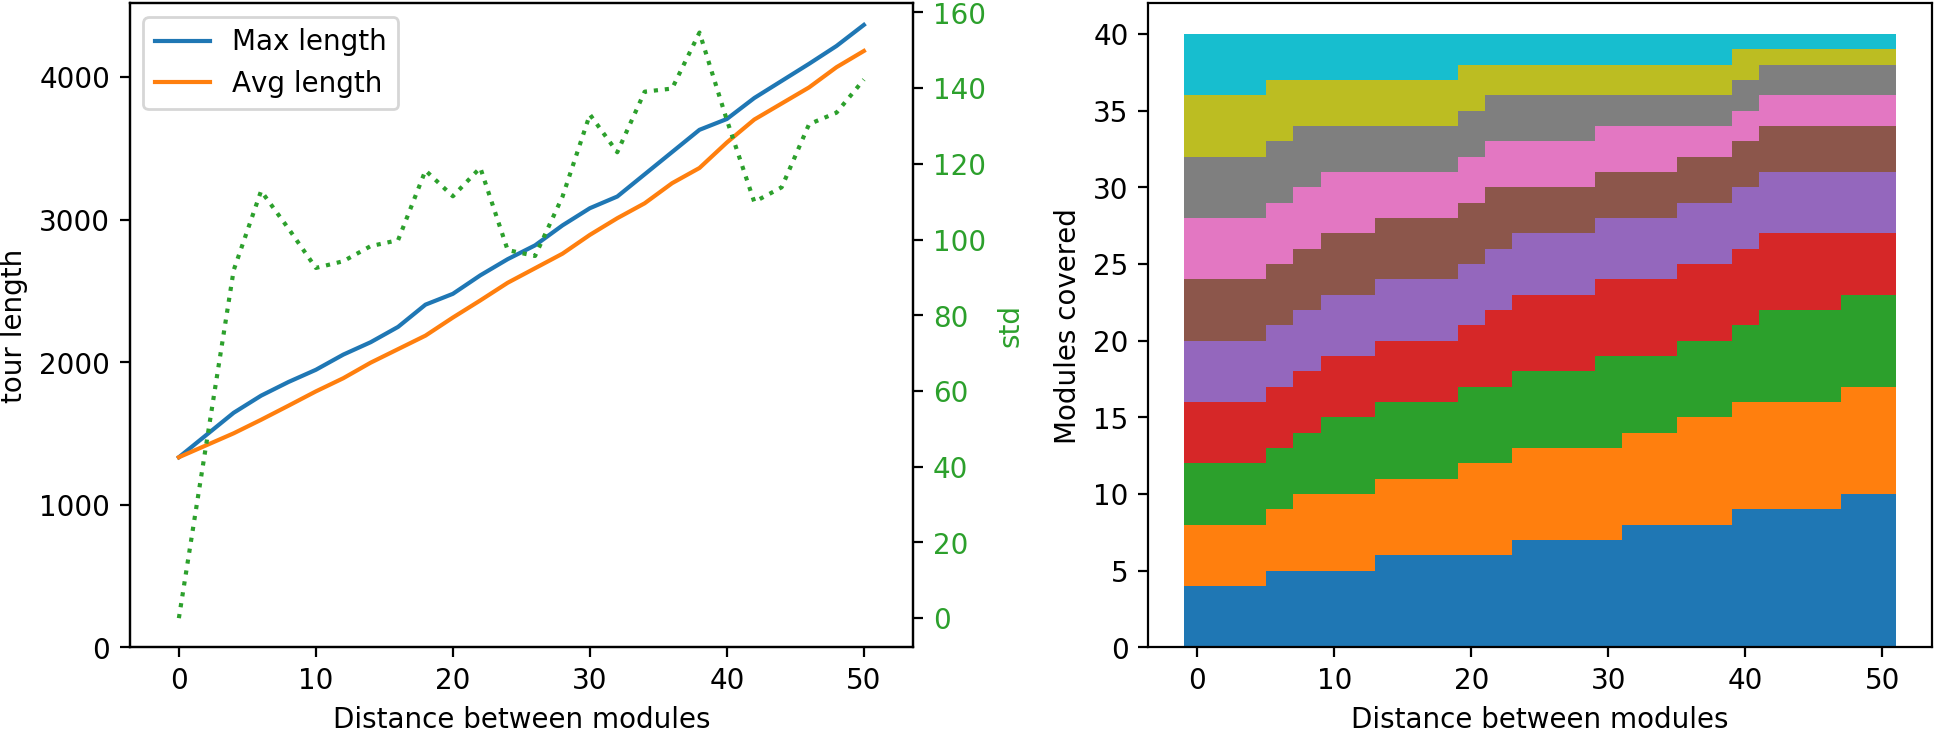 Max length
Avg length
tour length
4000
3000
2000
1000
0
160
140
120
100
80
60
40
20
0
std
0 10 20 30 40 50
Distance between modules
Modules covered
40
35
30
25
20
15
10
5
0
0 10 20 30 40 50
Distance between modules